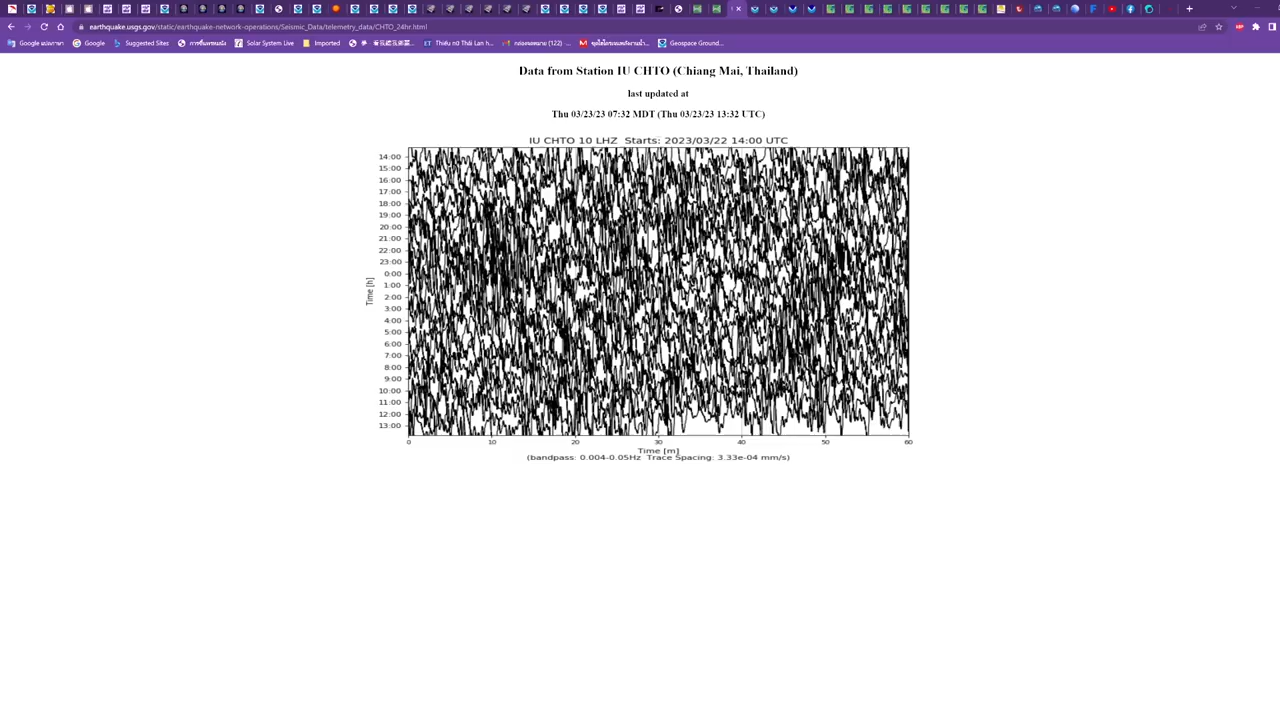 earthquake.usgs.gov/static/earthquake-network-operations/Seismic_Data/telemetry_data/CHTO_24hr.html
Google Google Suggested Sites Solar System Live Imported ET Thiếu nữ Thái Lan h... Geospace Ground...
Data from Station IU CHTO (Chiang Mai, Thailand)
last updated at
Thu 03/23/23 07:32 MDT (Thu 03/23/23 13:32 UTC)
IU CHTO 10 LHZ Starts: 2023/03/22 14:00 UTC
14:00
15:00
16:00
17:00
18:00
19:00
20:00
21:00
22:00
23:00
0:00
1:00
2:00
3:00
4:00
5:00
6:00
7:00
8:00
9:00
10:00
11:00
12:00
13:00
Time [h]
0 10 20 30 40 50 60
Time [m]
(bandpass: 0.004-0.05Hz Trace Spacing: 3.33e-04 mm/s)